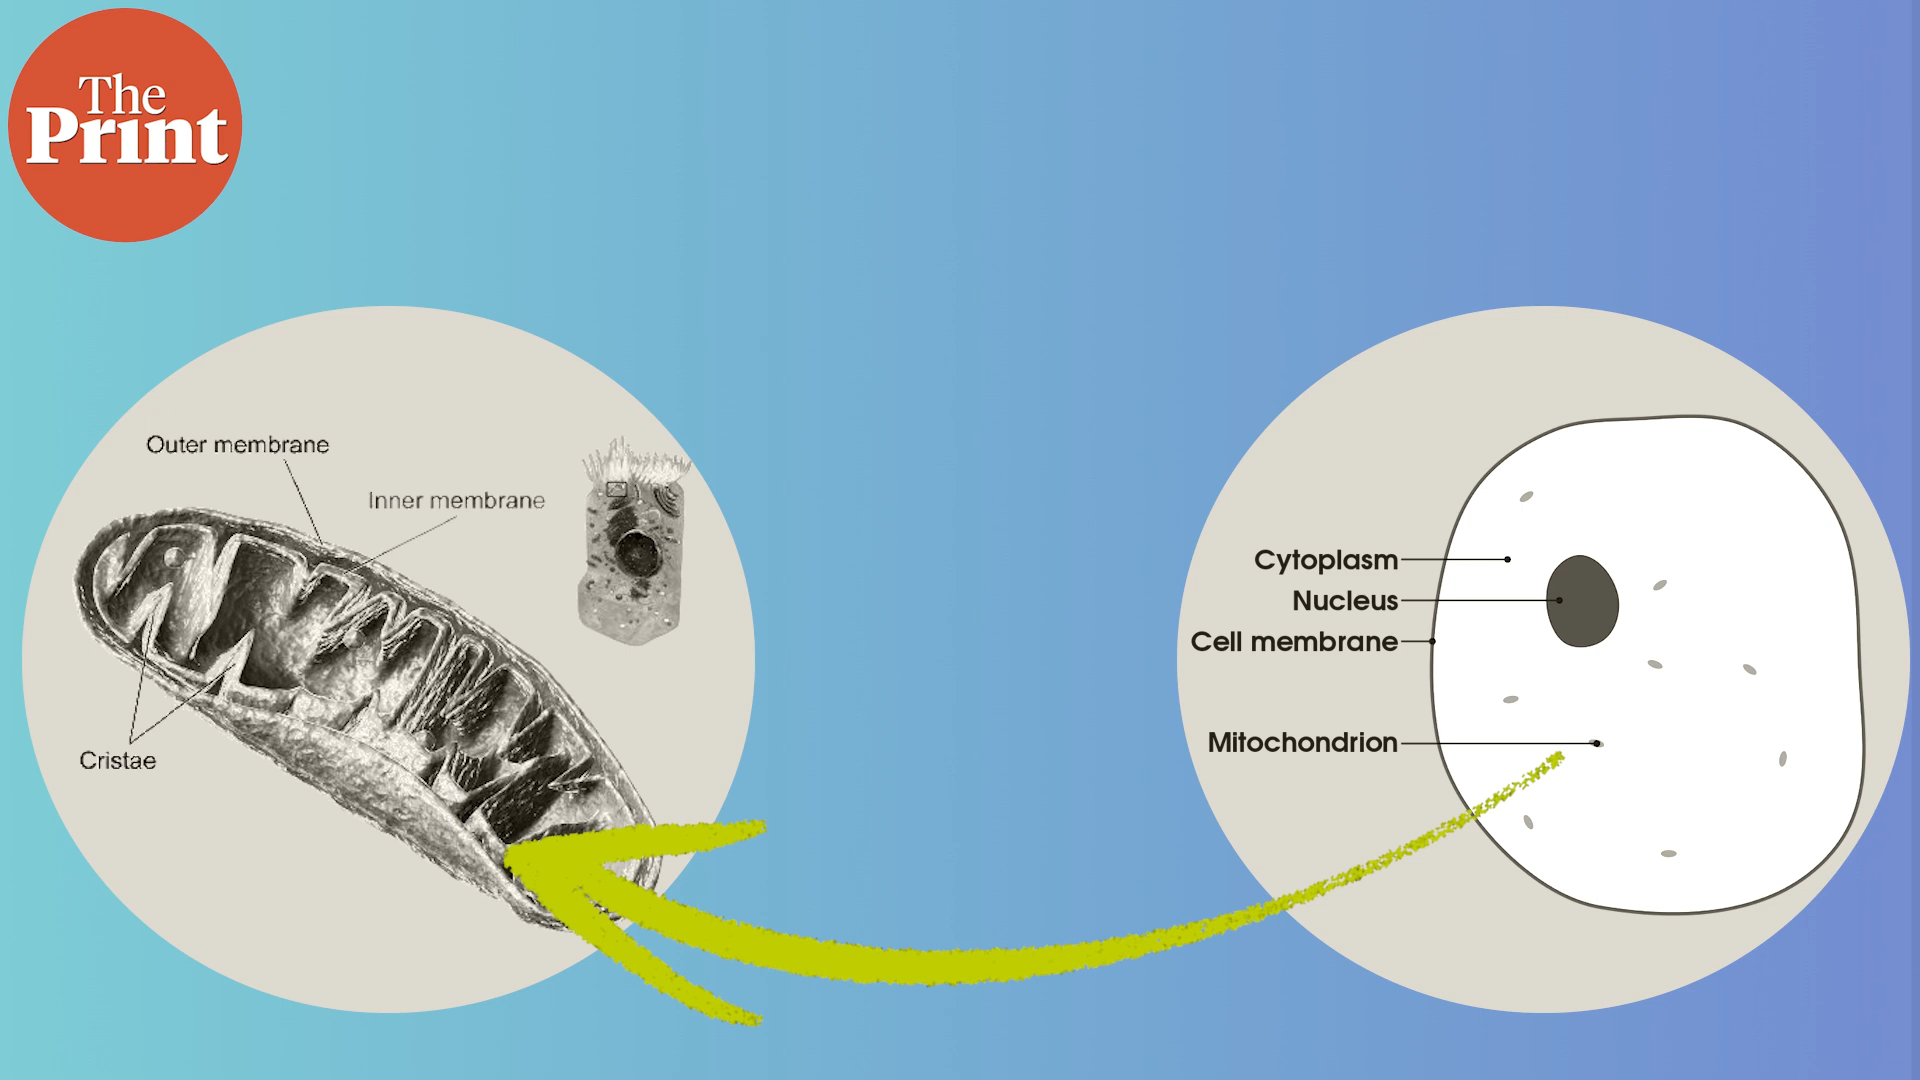 The
Print
Outer membrane
Inner membrane
Cristae
Cytoplasm
Nucleus
Cell membrane
Mitochondrion